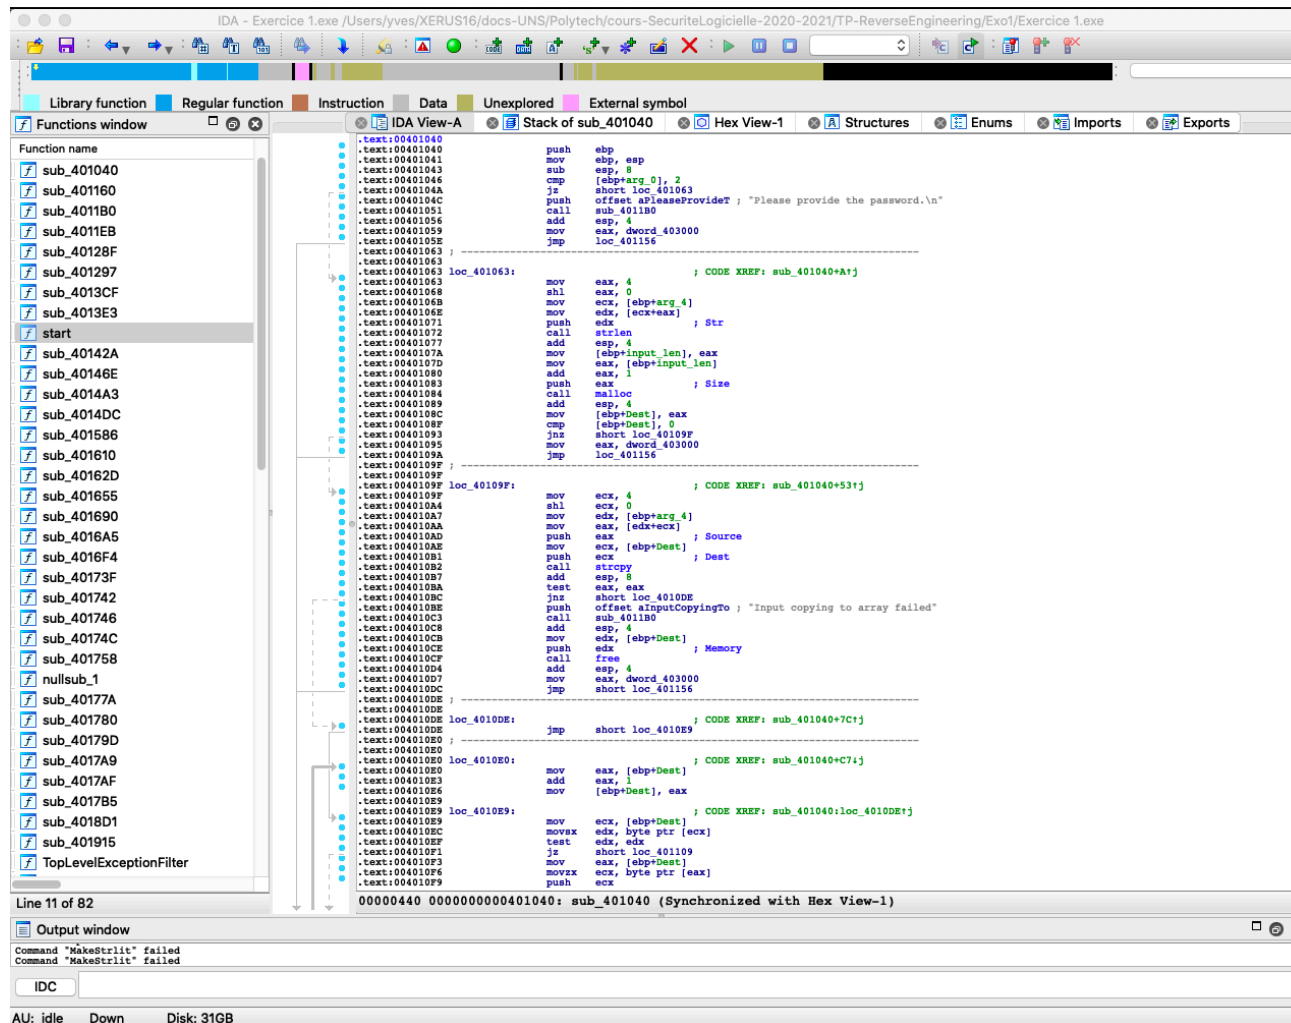 IDA - Exercice 1.exe /Users/yves/XERUS16/docs-UNS/Polytech/cours-SecuriteLogicielle-2020-2021/TP-ReverseEngineering/Exo1/Exercice 1.exe
Library function Regular function Instruction Data Unexplored External symbol
Functions window
IDA View-A Stack of sub_401040 Hex View-1 Structures Enums Imports Exports
Function name
sub_401040
sub_401160
sub_4011B0
sub_4011EB
sub_40128F
sub_401297
sub_4013CF
sub_4013E3
start
sub_40142A
sub_40146E
sub_4014A3
sub_4014DC
sub_401586
sub_401610
sub_40162D
sub_401655
sub_401690
sub_4016A5
sub_4016F4
sub_40173F
sub_401742
sub_401746
sub_40174C
sub_401758
nullsub_1
sub_40177A
sub_401780
sub_40179D
sub_4017A9
sub_4017AF
sub_4017B5
sub_4018D1
sub_401915
TopLevelExceptionFilter
Line 11 of 82
.text:00401040
.text:00401040 push ebp
.text:00401041 mov ebp, esp
.text:00401043 sub esp, 8
.text:00401046 cmp [ebp+arg_0], 2
.text:0040104A jz short loc_401063
.text:0040104C push offset aPleaseProvideT ; "Please provide the password.\n"
.text:00401051 call sub_4011B0
.text:00401056 add esp, 4
.text:00401059 mov eax, dword_403000
.text:0040105E jmp loc_401156
.text:00401063 ; ---------------------------------------------------------------------------
.text:00401063
.text:00401063 loc_401063: ; CODE XREF: sub_401040+A↑j
.text:00401063 mov eax, 4
.text:00401068 shl eax, 0
.text:0040106B mov ecx, [ebp+arg_4]
.text:0040106E mov edx, [ecx+eax]
.text:00401071 push edx ; Str
.text:00401072 call strlen
.text:00401077 add esp, 4
.text:0040107A mov [ebp+input_len], eax
.text:0040107D mov eax, [ebp+input_len]
.text:00401080 add eax, 1
.text:00401083 push eax ; Size
.text:00401084 call malloc
.text:00401089 add esp, 4
.text:0040108C mov [ebp+Dest], eax
.text:0040108F cmp [ebp+Dest], 0
.text:00401093 jnz short loc_40109F
.text:00401095 mov eax, dword_403000
.text:0040109A jmp loc_401156
.text:0040109F ; ---------------------------------------------------------------------------
.text:0040109F
.text:0040109F loc_40109F: ; CODE XREF: sub_401040+53↑j
.text:0040109F mov ecx, 4
.text:004010A4 shl ecx, 0
.text:004010A7 mov edx, [ebp+arg_4]
.text:004010AA mov eax, [edx+ecx]
.text:004010AD push eax ; Source
.text:004010AE mov ecx, [ebp+Dest]
.text:004010B1 push ecx ; Dest
.text:004010B2 call strcpy
.text:004010B7 add esp, 8
.text:004010BA test eax, eax
.text:004010BC jnz short loc_4010DE
.text:004010BE push offset aInputCopyingTo ; "Input copying to array failed"
.text:004010C3 call sub_4011B0
.text:004010C8 add esp, 4
.text:004010CB mov edx, [ebp+Dest]
.text:004010CE push edx ; Memory
.text:004010CF call free
.text:004010D4 add esp, 4
.text:004010D7 mov eax, dword_403000
.text:004010DC jmp short loc_401156
.text:004010DE ; ---------------------------------------------------------------------------
.text:004010DE
.text:004010DE loc_4010DE: ; CODE XREF: sub_401040+7C↑j
.text:004010DE jmp short loc_4010E9
.text:004010E0 ; ---------------------------------------------------------------------------
.text:004010E0
.text:004010E0 loc_4010E0: ; CODE XREF: sub_401040+C7↓j
.text:004010E0 mov eax, [ebp+Dest]
.text:004010E3 add eax, 1
.text:004010E6 mov [ebp+Dest], eax
.text:004010E9
.text:004010E9 loc_4010E9: ; CODE XREF: sub_401040:loc_4010DE↑j
.text:004010E9 mov ecx, [ebp+Dest]
.text:004010EC movsx edx, byte ptr [ecx]
.text:004010EF test edx, edx
.text:004010F1 jz short loc_401109
.text:004010F3 mov eax, [ebp+Dest]
.text:004010F6 movzx ecx, byte ptr [eax]
.text:004010F9 push ecx
00000440 0000000000401040: sub_401040 (Synchronized with Hex View-1)
Output window
Command "MakeStrlit" failed
Command "MakeStrlit" failed
IDC
AU: idle Down Disk: 31GB